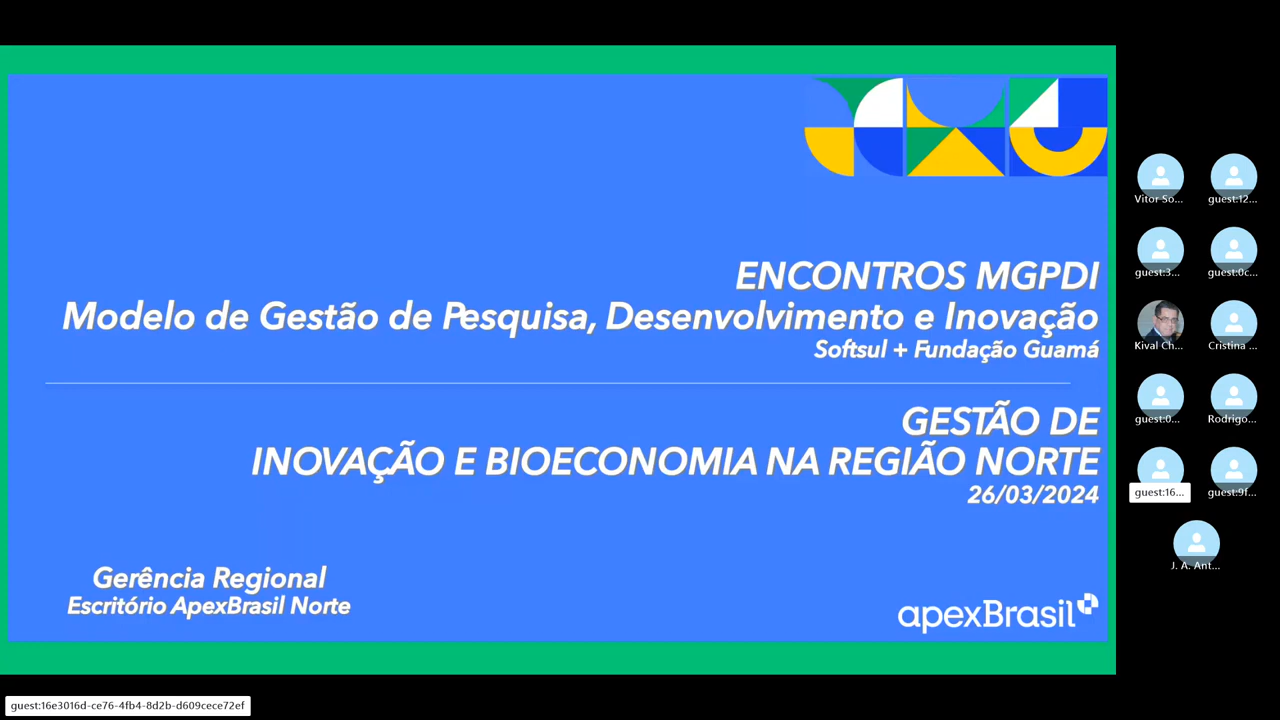 ENCONTROS MGPDI
Modelo de Gestão de Pesquisa, Desenvolvimento e Inovação
Softsul + Fundação Guamá
GESTÃO DE
INOVAÇÃO E BIOECONOMIA NA REGIÃO NORTE
26/03/2024
Gerência Regional
Escritório ApexBrasil Norte
apexBrasil
Vitor So...
guest:12...
guest:3...
guest:0c...
Kival Ch...
Cristina ...
guest:0...
Rodrigo...
guest:16...
guest:9f...
J. A. Ant...
guest:16e3016d-ce76-4fb4-8d2b-d609cece72ef